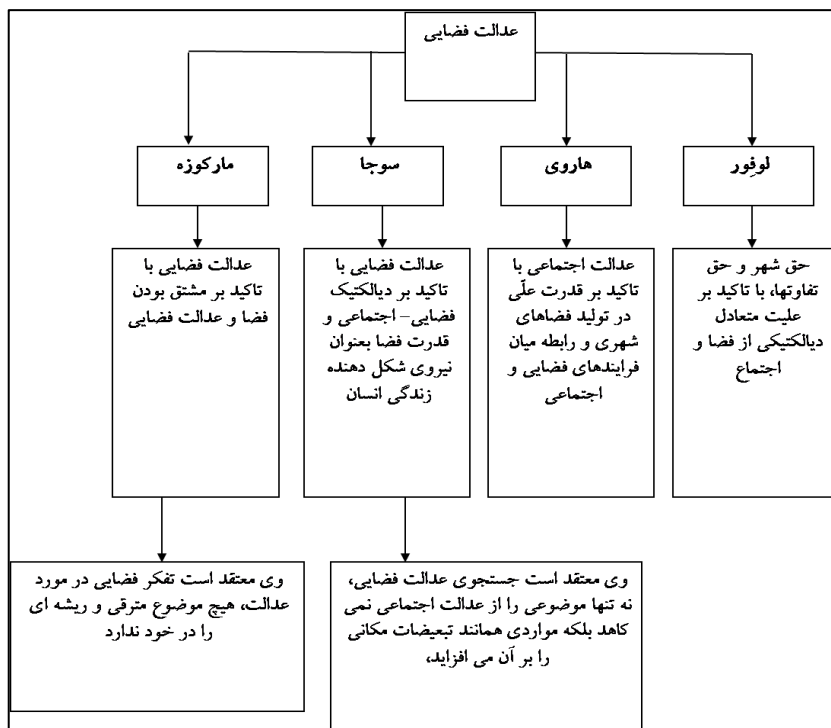 عدالت فضایی
لوفِور
هاروی
سوجا
مارکوزه
حق شهر و حق
تفاوتها، با تاکید بر
علیت متعادل
دیالکتیکی از فضا و
اجتماع
عدالت اجتماعی با
تاکید بر قدرت علّی
در تولید فضاهای
شهری و رابطه میان
فرایندهای فضایی و
اجتماعی
عدالت فضایی با
تاکید بر دیالکتیک
فضایی– اجتماعی و
قدرت فضا بعنوان
نیروی شکل دهنده
زندگی انسان
عدالت فضایی با
تاکید بر مشتق بودن
فضا و عدالت فضایی
وی معتقد است جستجوی عدالت فضایی،
نه تنها موضوعی را از عدالت اجتماعی نمی
کاهد بلکه مواردی همانند تبعیضات مکانی
را بر آن می افزاید،
وی معتقد است تفکر فضایی در مورد
عدالت، هیچ موضوع مترقی و ریشه ای
را در خود ندارد